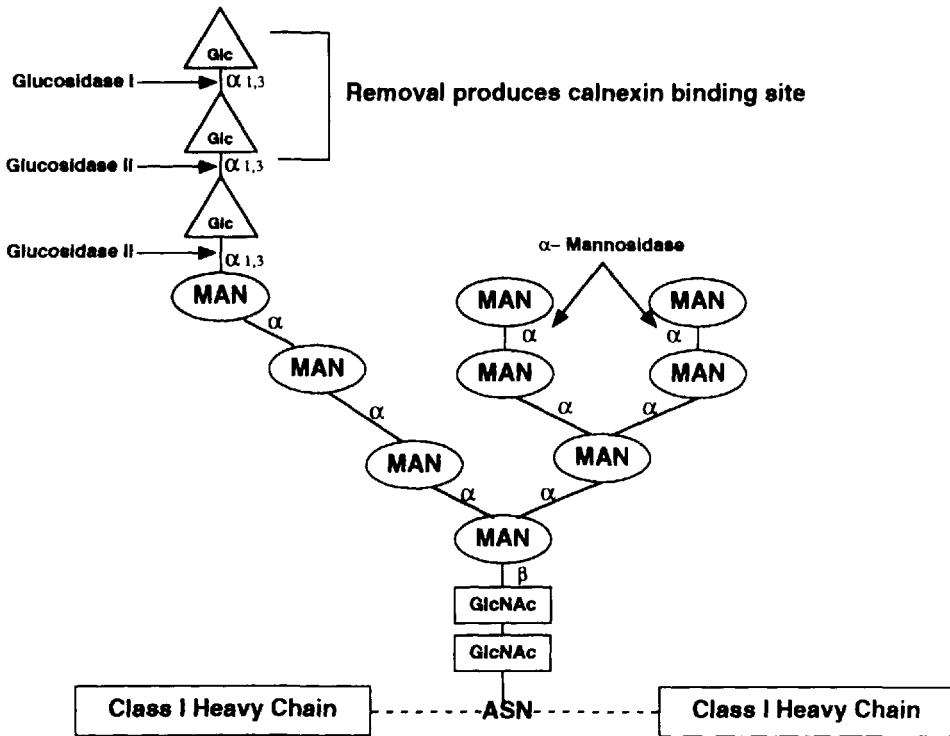 Glc
Glucosidase I
α 1,3
Removal produces calnexin binding site
Glc
Glucosidase II
α 1,3
Glc
Glucosidase II
α 1,3
α– Mannosidase
MAN
MAN
MAN
α
α
α
MAN
MAN
MAN
α
α
α
MAN
MAN
α
α
MAN
β
GlcNAc
GlcNAc
Class I Heavy Chain
ASN
Class I Heavy Chain